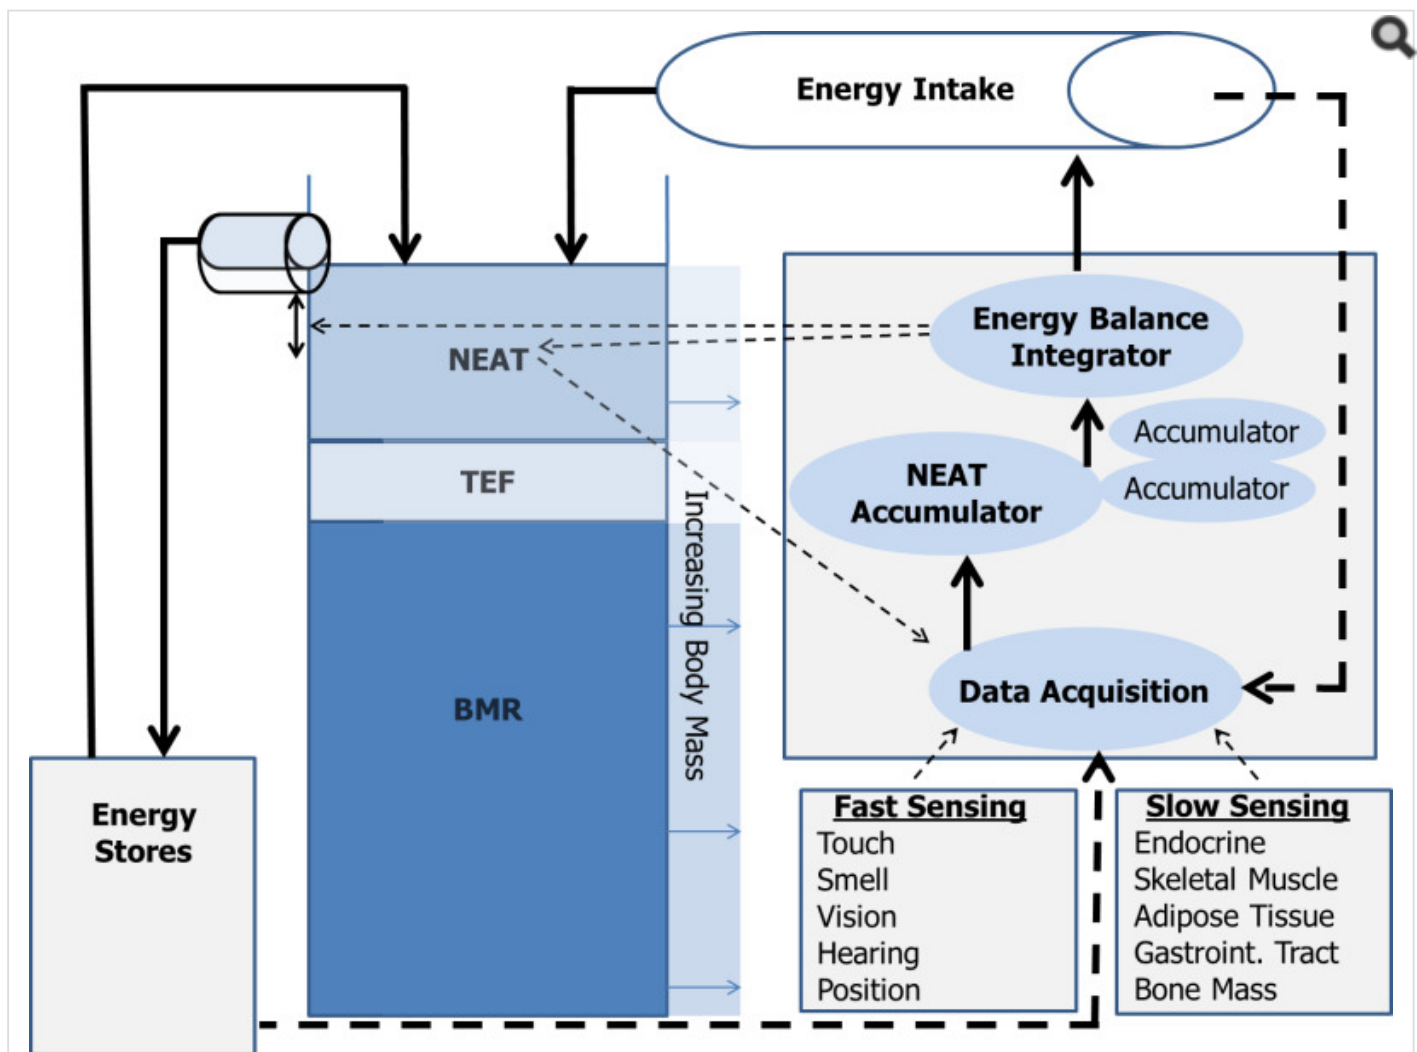 Energy Intake
Energy Balance
Integrator
NEAT
Accumulator
Accumulator
NEAT
Accumulator
TEF
Increasing Body Mass
BMR
Data Acquisition
Energy
Stores
Fast Sensing
Touch
Smell
Vision
Hearing
Position
Slow Sensing
Endocrine
Skeletal Muscle
Adipose Tissue
Gastroint. Tract
Bone Mass